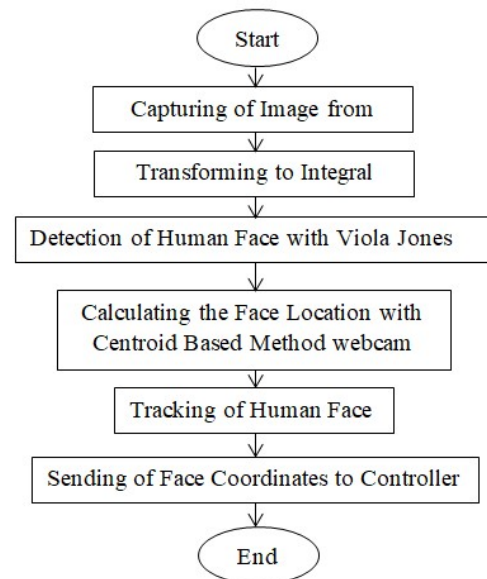 Start
Capturing of Image from
Transforming to Integral
Detection of Human Face with Viola Jones
Calculating the Face Location with
Centroid Based Method webcam
Tracking of Human Face
Sending of Face Coordinates to Controller
End